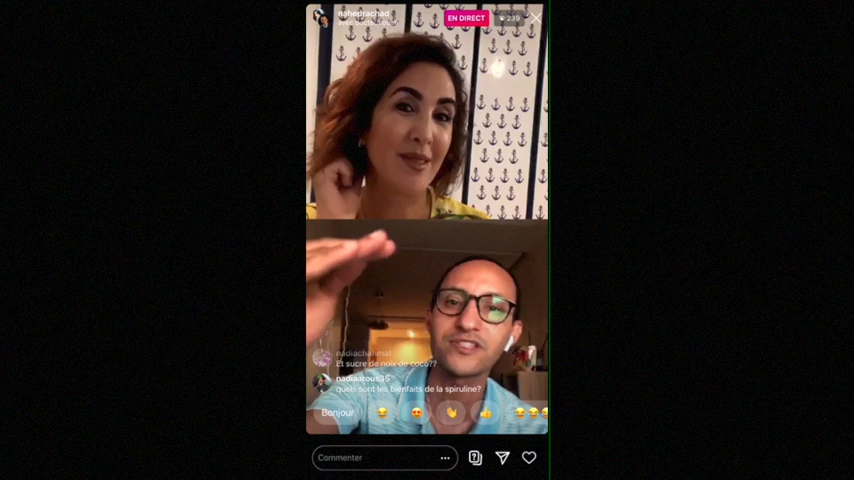 nahedrachad
EN DIRECT
239
nadiachahmat
Et sucre de noix de coco??
nadiaarous35
quels sont les bienfaits de la spiruline?
Bonjour
Commenter